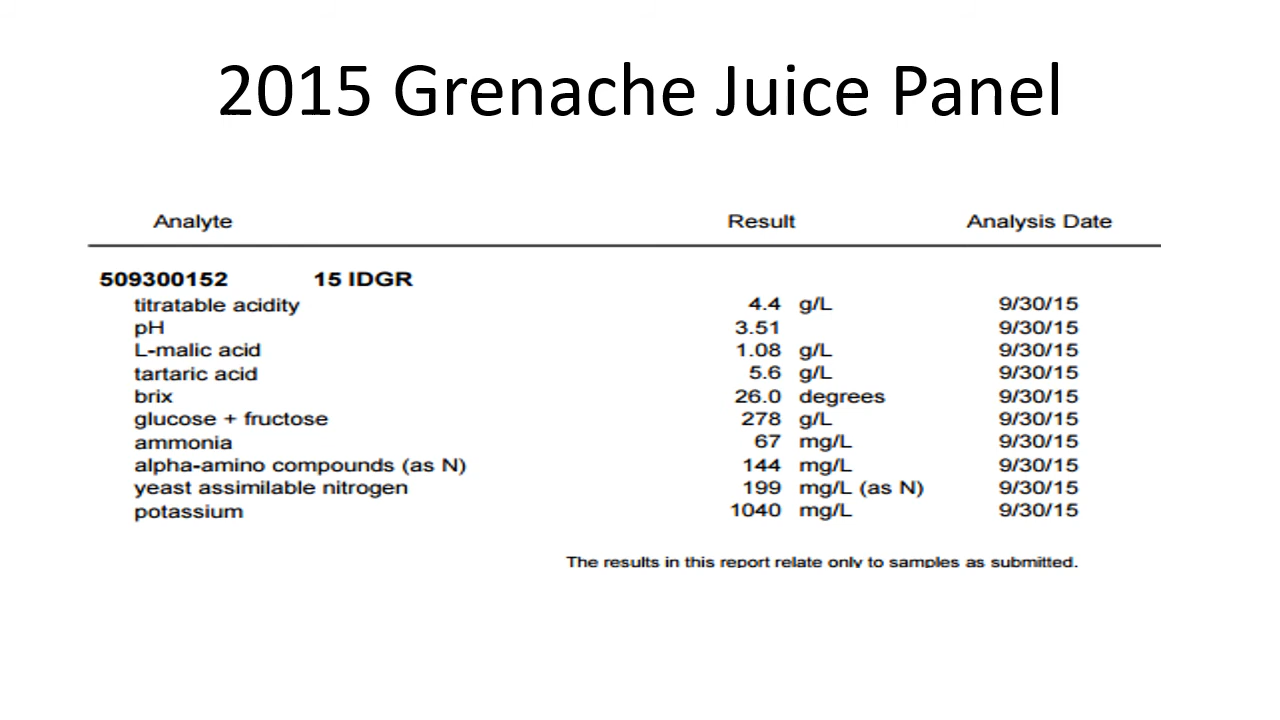 2015 Grenache Juice Panel
Analyte Result Analysis Date
509300152 15 IDGR
titratable acidity 4.4 g/L 9/30/15
pH 3.51 9/30/15
L-malic acid 1.08 g/L 9/30/15
tartaric acid 5.6 g/L 9/30/15
brix 26.0 degrees 9/30/15
glucose + fructose 278 g/L 9/30/15
ammonia 67 mg/L 9/30/15
alpha-amino compounds (as N) 144 mg/L 9/30/15
yeast assimilable nitrogen 199 mg/L (as N) 9/30/15
potassium 1040 mg/L 9/30/15
The results in this report relate only to samples as submitted.